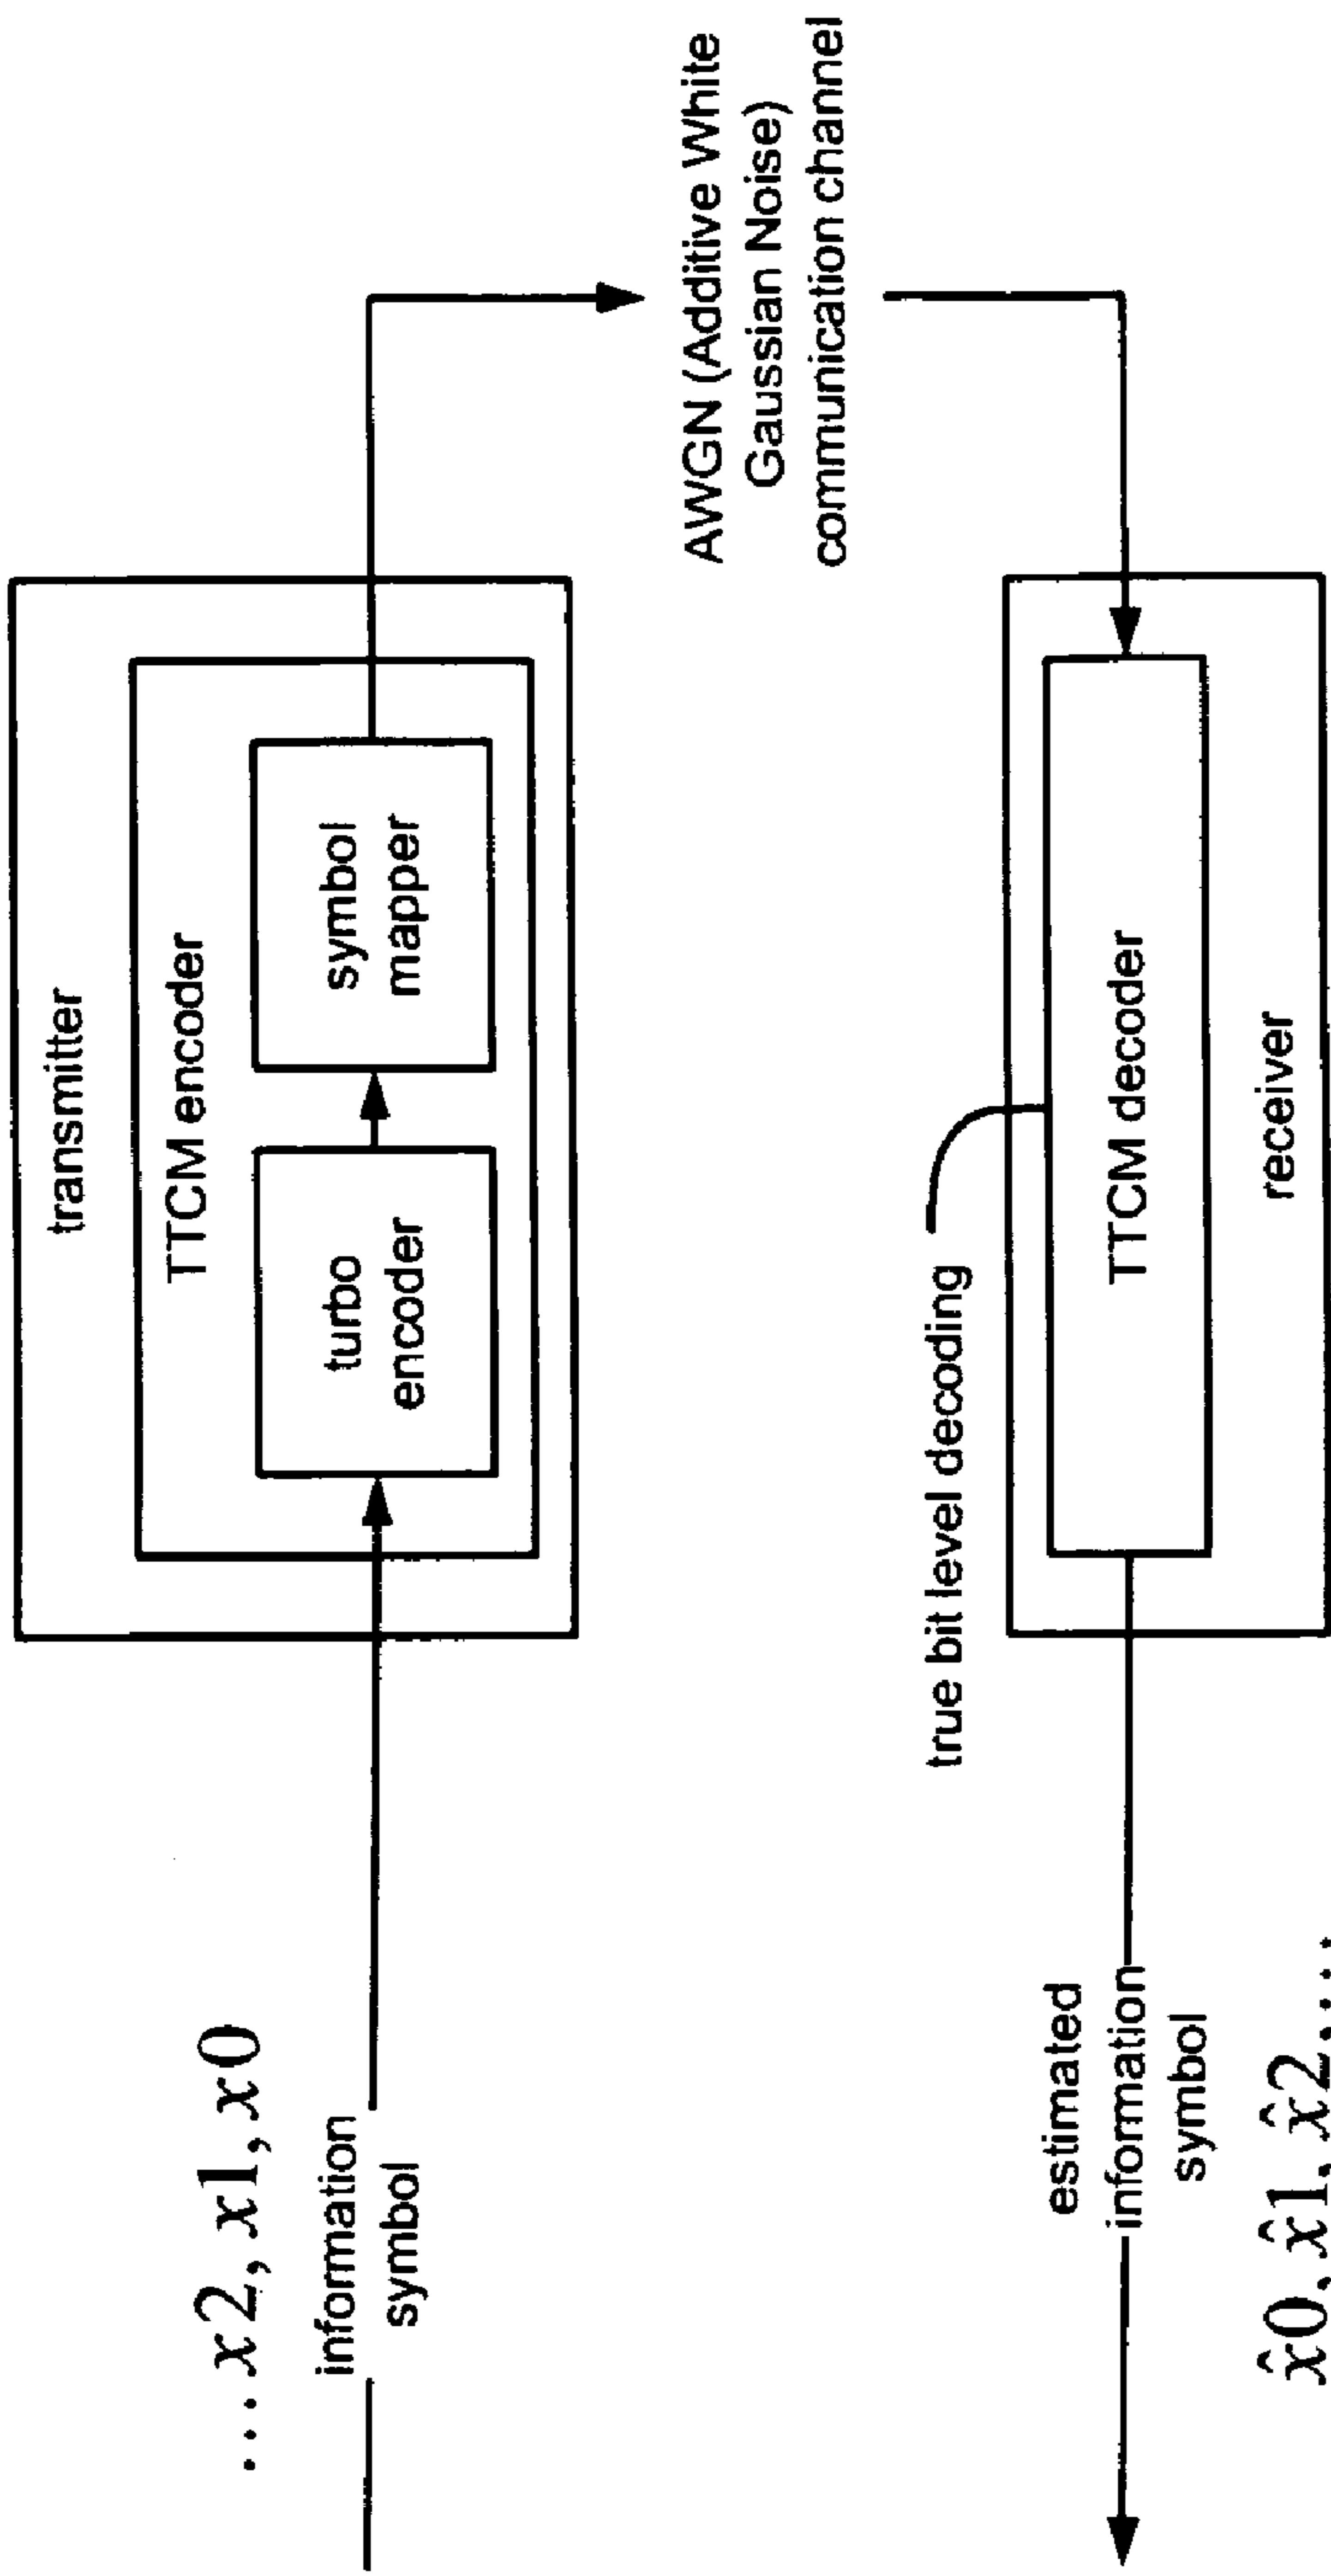 ....x2, x1, x0
information
symbol
transmitter
TTCM encoder
turbo
encoder
symbol
mapper
AWGN (Additive White
Gaussian Noise)
communication channel
true bit level decoding
TTCM decoder
receiver
estimated
information
symbol
x̂0, x̂1, x̂2,....